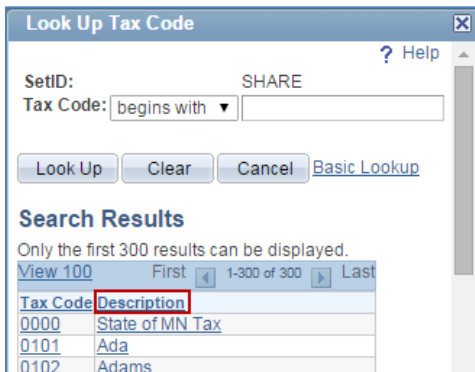 Look Up Tax Code
? Help
SetID: SHARE
Tax Code: begins with
Look Up Clear Cancel Basic Lookup
Search Results
Only the first 300 results can be displayed.
View 100 First 1-300 of 300 Last
Tax Code Description
0000 State of MN Tax
0101 Ada
0102 Adams